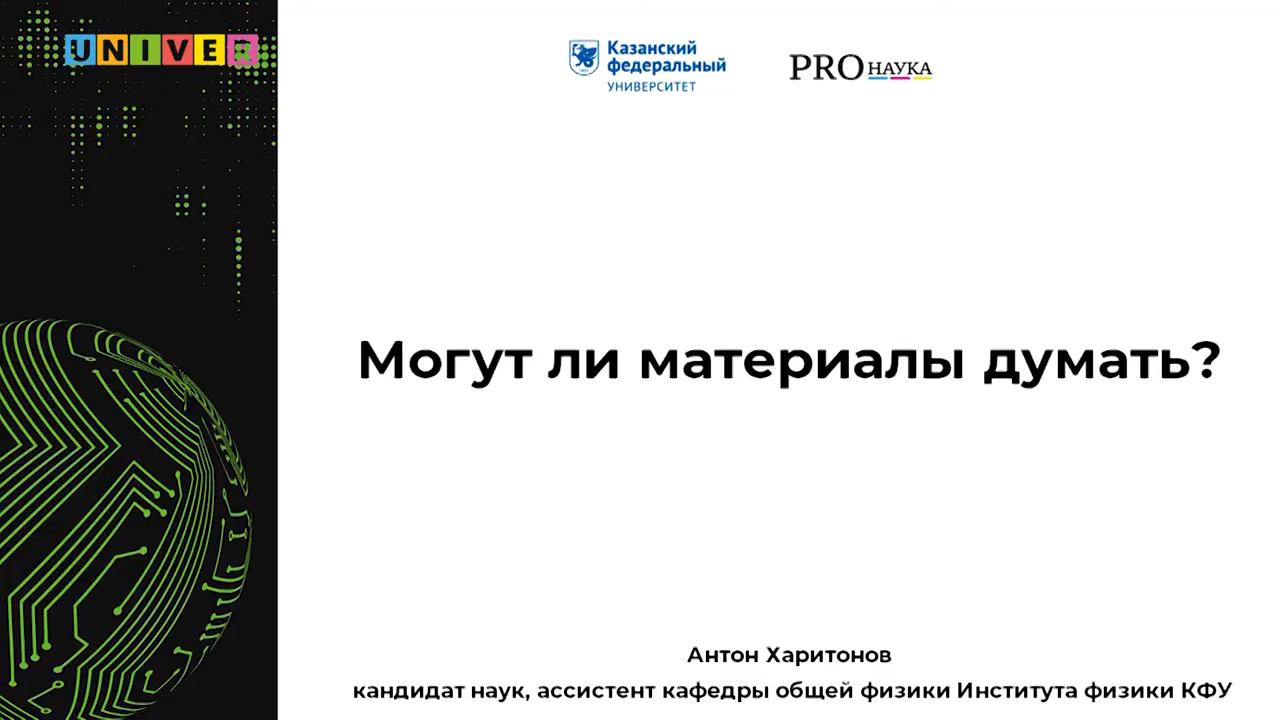 UNIVER
Казанский
федеральный
УНИВЕРСИТЕТ
PRO НАУКА
Могут ли материалы думать?
Антон Харитонов
кандидат наук, ассистент кафедры общей физики Института физики КФУ